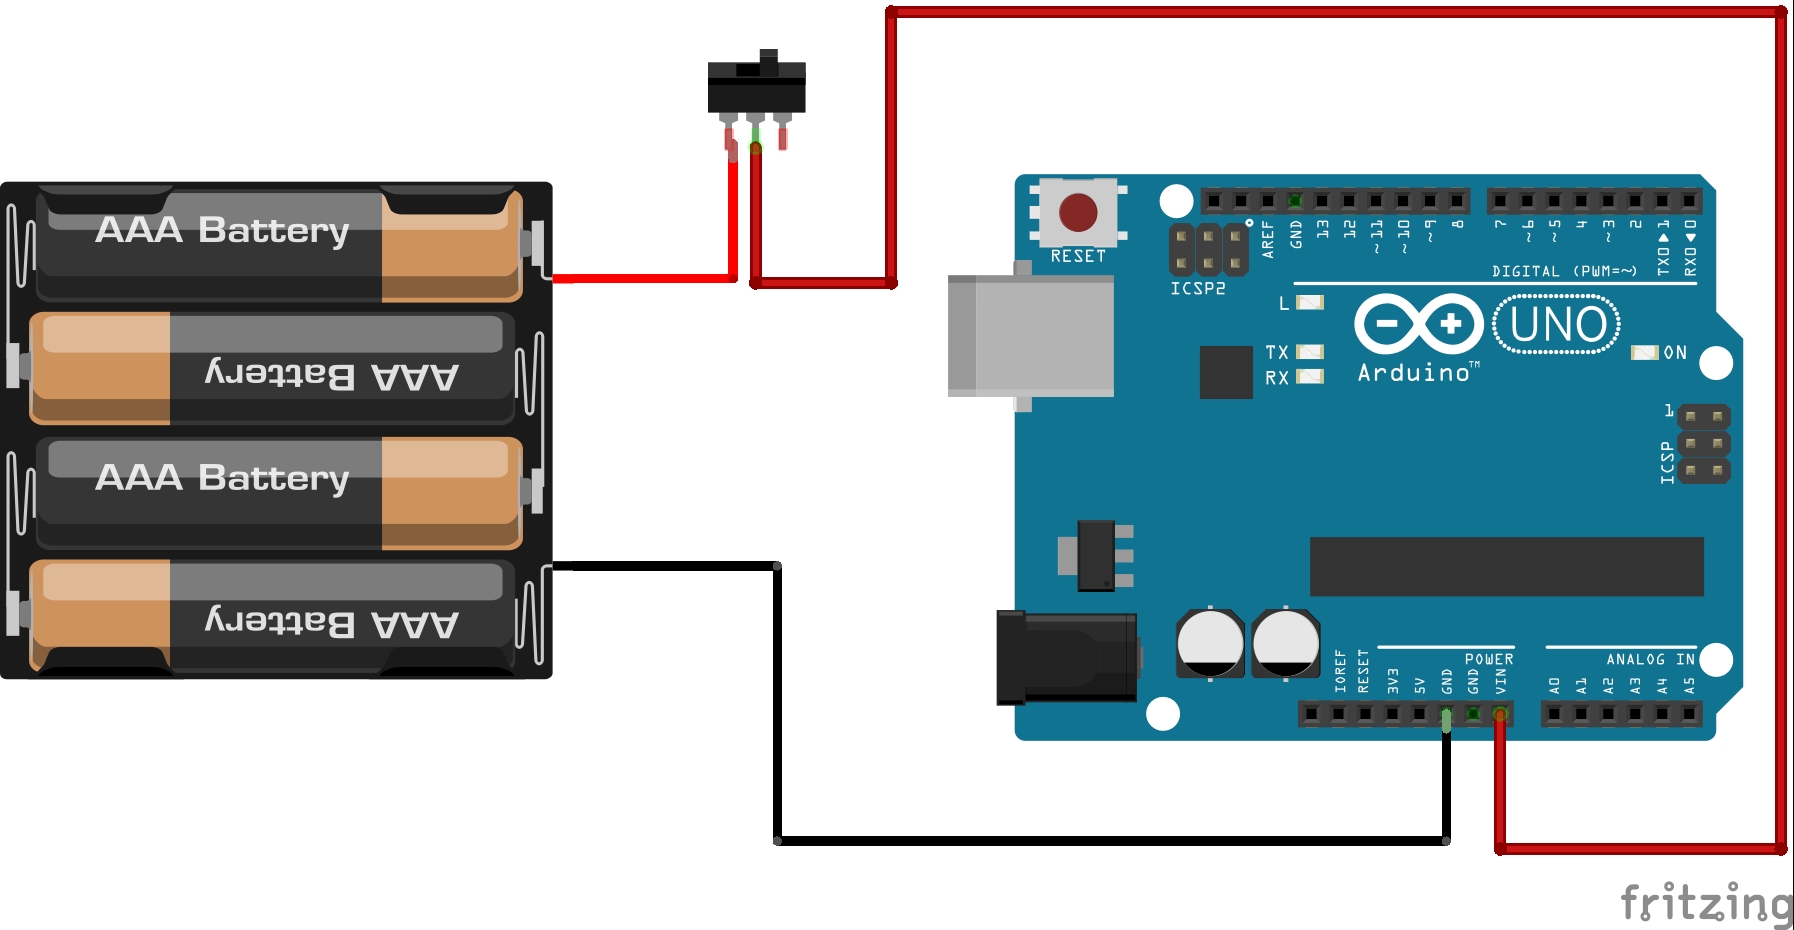 AAA Battery
AAA Battery
AAA Battery
AAA Battery
RESET
ICSP2
AREF
GND
13
12
~11
~10
~9
8
7
~6
~5
4
~3
2
TX0▶1
RX0◀0
DIGITAL (PWM=~)
L
TX
RX
UNO
Arduino™
ON
1
ICSP
POWER
ANALOG IN
IOREF
RESET
3V3
5V
GND
GND
VIN
A0
A1
A2
A3
A4
A5
fritzing